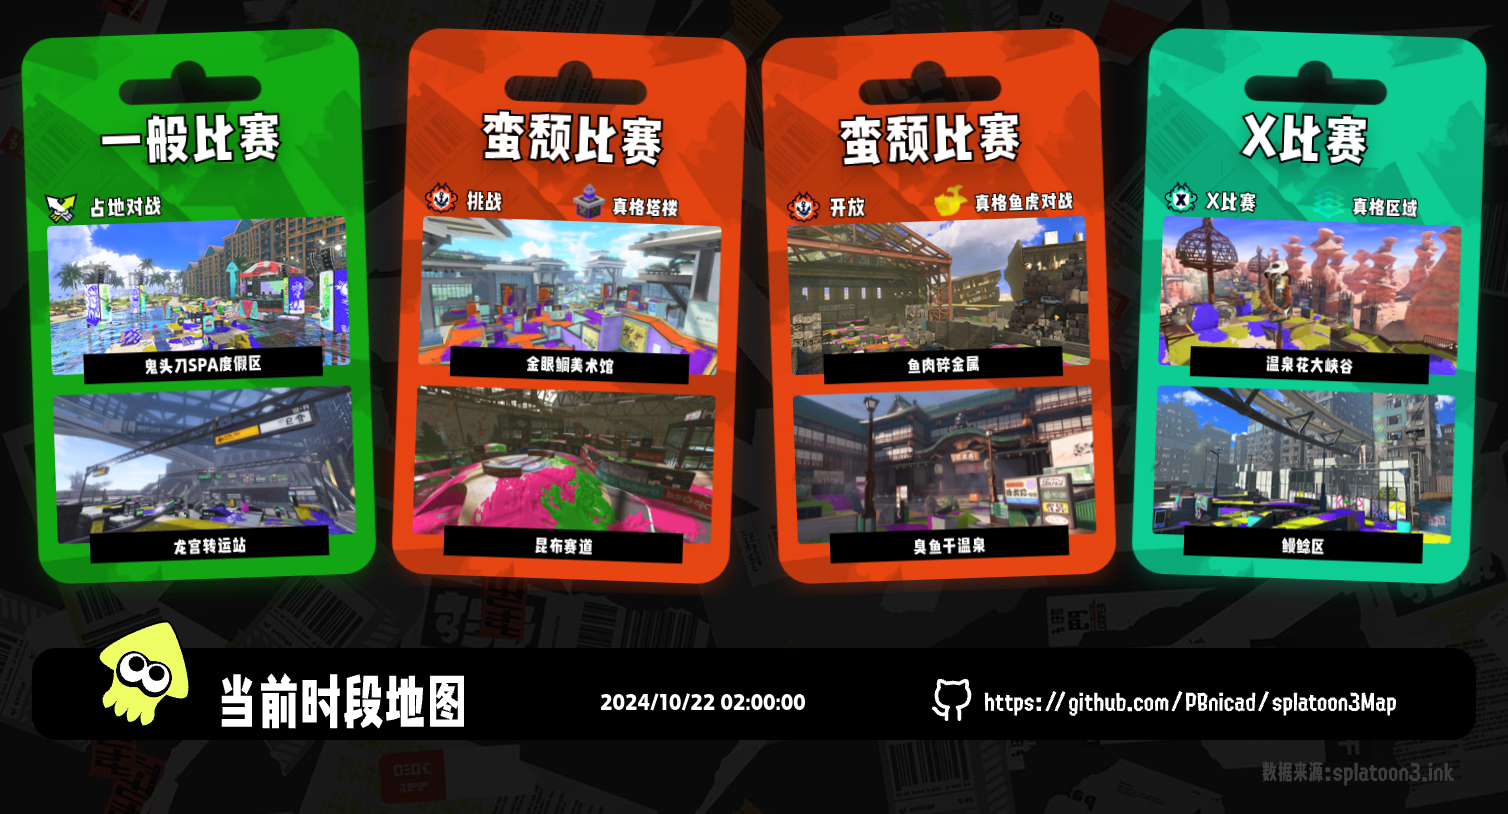 一般比赛
占地对战
鬼头刀SPA度假区
龙宫转运站
蛮颓比赛
挑战
真格塔楼
金眼鲷美术馆
昆布赛道
蛮颓比赛
开放
真格鱼虎对战
鱼肉碎金属
臭鱼干温泉
X比赛
X比赛
真格区域
温泉花大峡谷
鳗鲶区
当前时段地图
2024/10/22 02:00:00
https://github.com/PBnicad/splatoon3Map
数据来源:splatoon3.ink